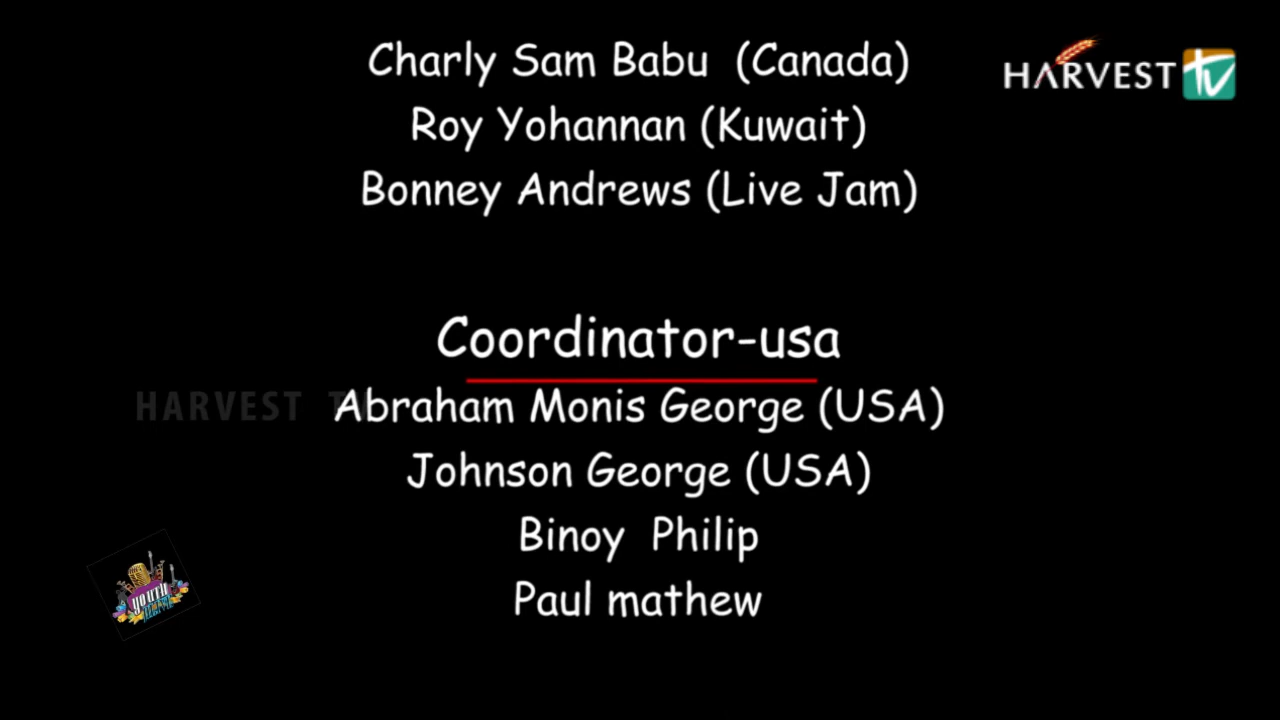 Charly Sam Babu (Canada)
HARVEST tv
Roy Yohannan (Kuwait)
Bonney Andrews (Live Jam)
Coordinator-usa
HARVEST
Abraham Monis George (USA)
Johnson George (USA)
Binoy Philip
Paul mathew
YOUTH